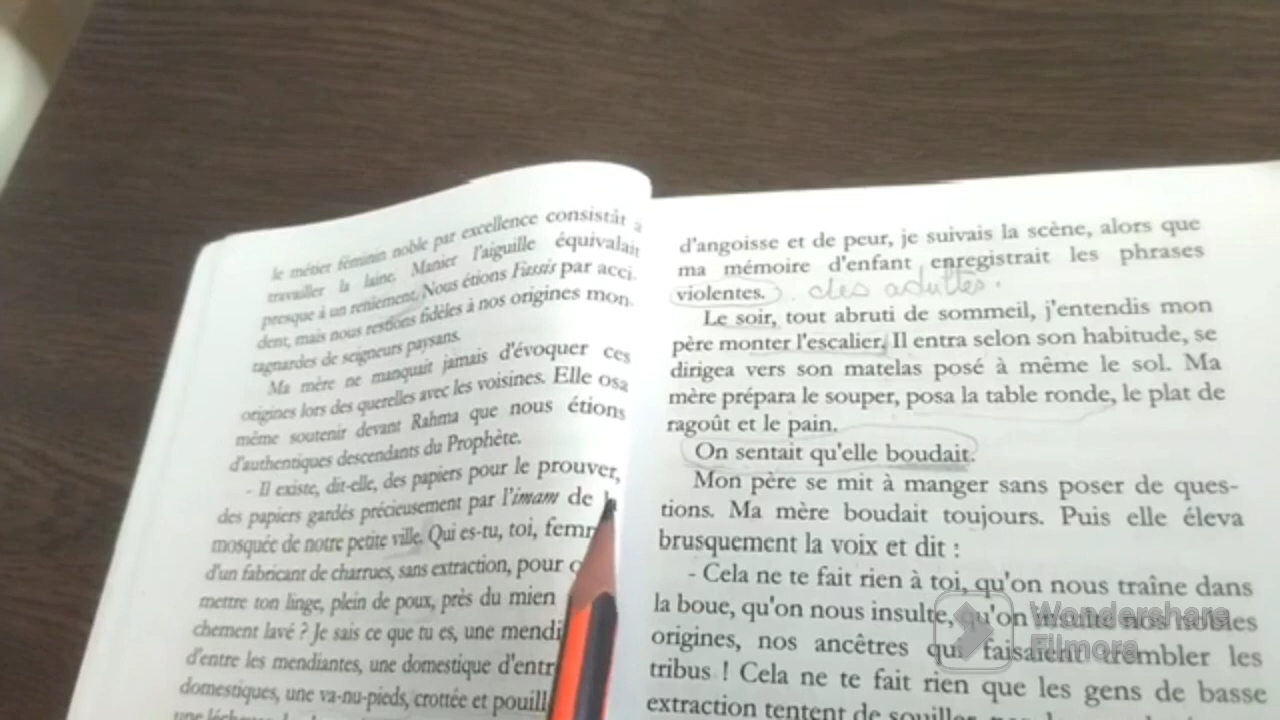 le métier féminin noble par excellence consistât à
travailler la laine. Manier l'aiguille équivalait
presque à un reniement. Nous étions Fassis par acci-
dent, mais nous restions fidèles à nos origines mon-
tagnardes de seigneurs paysans.
Ma mère ne manquait jamais d'évoquer ces
origines lors des querelles avec les voisines. Elle osa
même soutenir devant Rahma que nous étions
d'authentiques descendants du Prophète.
- Il existe, dit-elle, des papiers pour le prouver,
des papiers gardés précieusement par l'imam de
mosquée de notre petite ville. Qui es-tu, toi,
d'un fabricant de charrues, sans extraction, pour
mettre ton linge, plein de poux, près du mien
chement lavé ? Je sais ce que tu es, une
d'entre les mendiantes, une domestique
domestiques, une va-nu-pieds, crottée et
d'angoisse et de peur, je suivais la scène, alors que
ma mémoire d'enfant enregistrait les phrases
violentes. des adultes.
Le soir, tout abruti de sommeil, j'entendis mon
père monter l'escalier. Il entra selon son habitude, se
dirigea vers son matelas posé à même le sol. Ma
mère prépara le souper, posa la table ronde, le plat de
ragoût et le pain.
On sentait qu'elle boudait.
Mon père se mit à manger sans poser de ques-
tions. Ma mère boudait toujours. Puis elle éleva
brusquement la voix et dit :
- Cela ne te fait rien à toi, qu'on nous traîne dans
la boue, qu'on nous insulte, qu'on insulte nos nobles
origines, nos ancêtres qui faisaient trembler les
tribus ! Cela ne te fait rien que les gens de basse
extraction tentent de souiller
Wondershare
Filmora